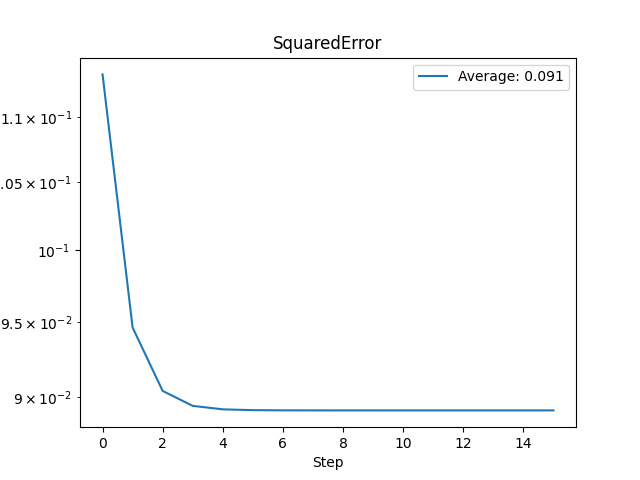 SquaredError
Average: 0.091
1.1 × 10⁻¹
.05 × 10⁻¹
10⁻¹
9.5 × 10⁻²
9 × 10⁻²
0 2 4 6 8 10 12 14
Step